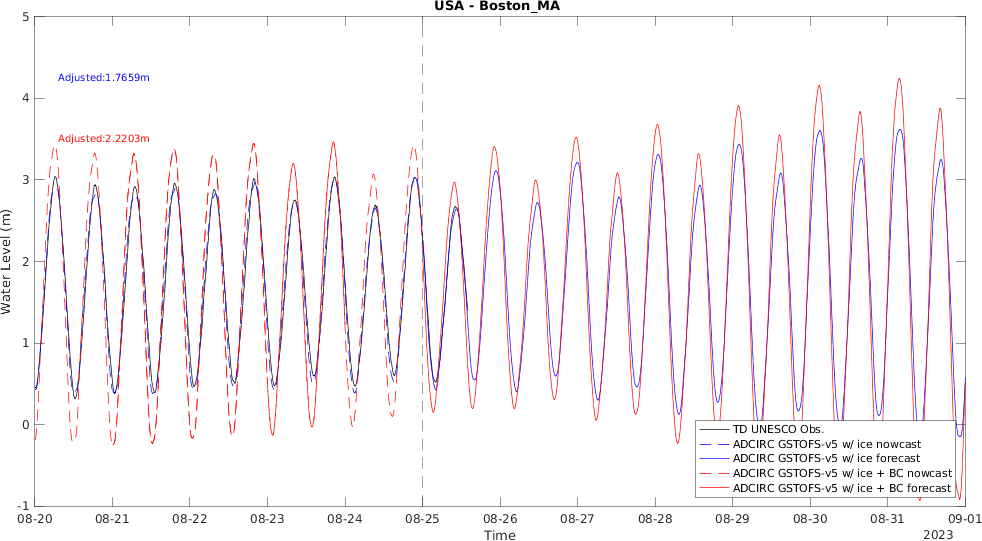 USA - Boston_MA
5
4
3
2
1
0
-1
Water Level (m)
Adjusted:1.7659m
Adjusted:2.2203m
TD UNESCO Obs.
ADCIRC GSTOFS-v5 w/ ice nowcast
ADCIRC GSTOFS-v5 w/ ice forecast
ADCIRC GSTOFS-v5 w/ ice + BC nowcast
ADCIRC GSTOFS-v5 w/ ice + BC forecast
08-20 08-21 08-22 08-23 08-24 08-25 08-26 08-27 08-28 08-29 08-30 08-31 09-01
Time
2023